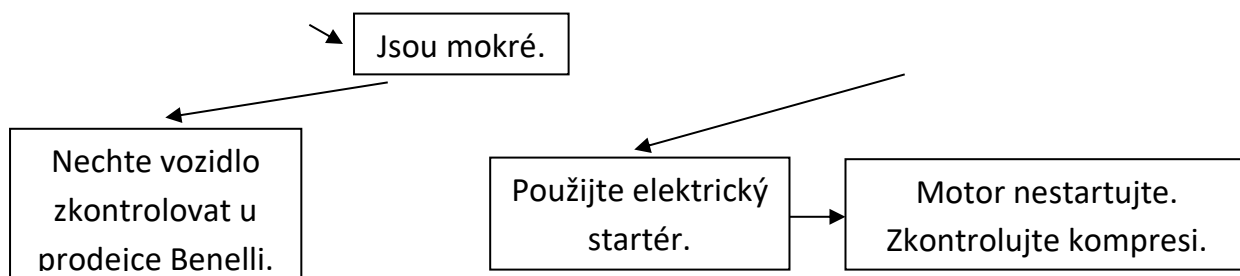 Jsou mokré.
Nechte vozidlo
zkontrolovat u
prodejce Benelli.
Použijte elektrický
startér.
Motor nestartujte.
Zkontrolujte kompresi.